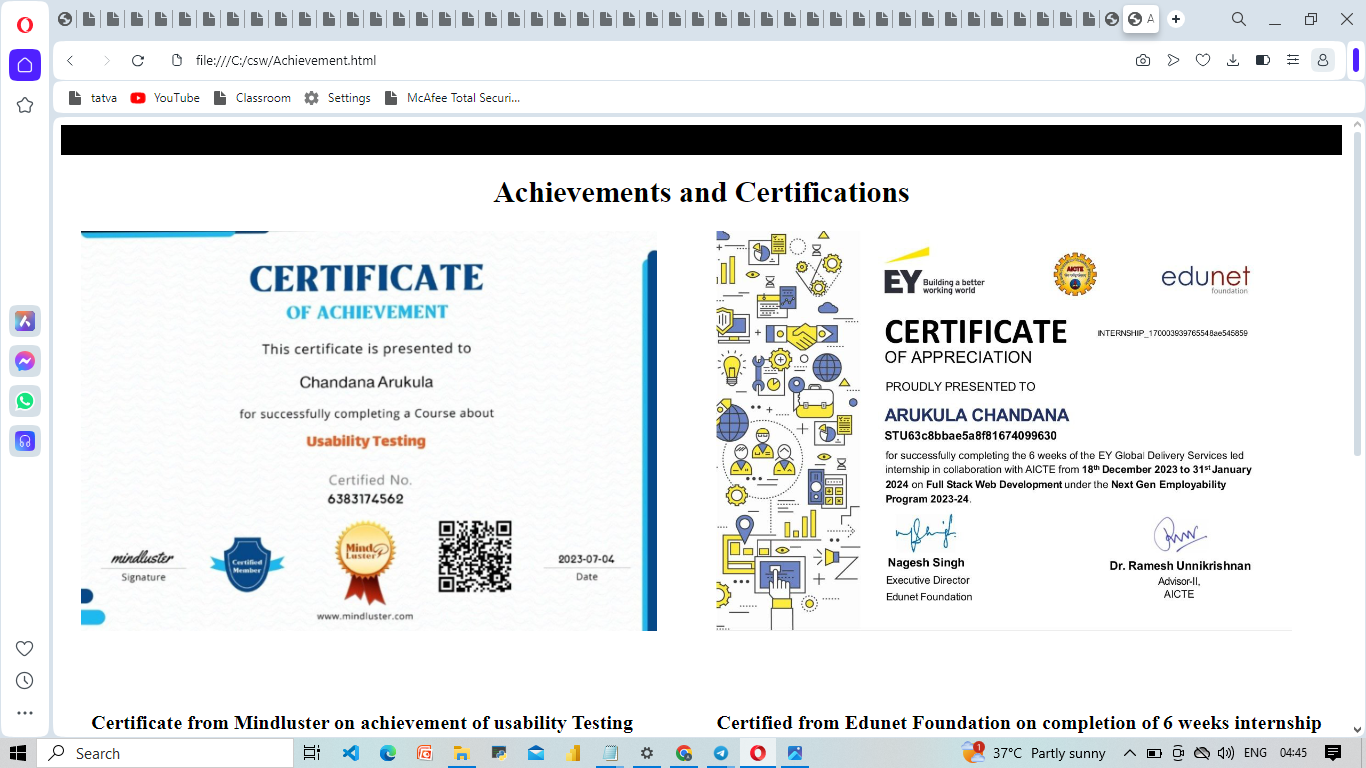 A
file:///C:/csw/Achievement.html
tatva
YouTube
Classroom
Settings
McAfee Total Securi...
Achievements and Certifications
CERTIFICATE
OF ACHIEVEMENT
This certificate is presented to
Chandana Arukula
for successfully completing a Course about
Usability Testing
Certified No.
6383174562
mindluster
Signature
Certified
Member
Mind
Luster
2023-07-04
Date
www.mindluster.com
EY Building a better
working world
AICTE
edunet
foundation
CERTIFICATE
INTERNSHIP_170003939765548ae545859
OF APPRECIATION
PROUDLY PRESENTED TO
ARUKULA CHANDANA
STU63c8bbae5a8f81674099630
for successfully completing the 6 weeks of the EY Global Delivery Services led
internship in collaboration with AICTE from 18th December 2023 to 31st January
2024 on Full Stack Web Development under the Next Gen Employability
Program 2023-24.
Nagesh Singh
Executive Director
Edunet Foundation
Dr. Ramesh Unnikrishnan
Advisor-II,
AICTE
Certificate from Mindluster on achievement of usability Testing
Certified from Edunet Foundation on completion of 6 weeks internship
Search
1
37°C Partly sunny
ENG
04:45